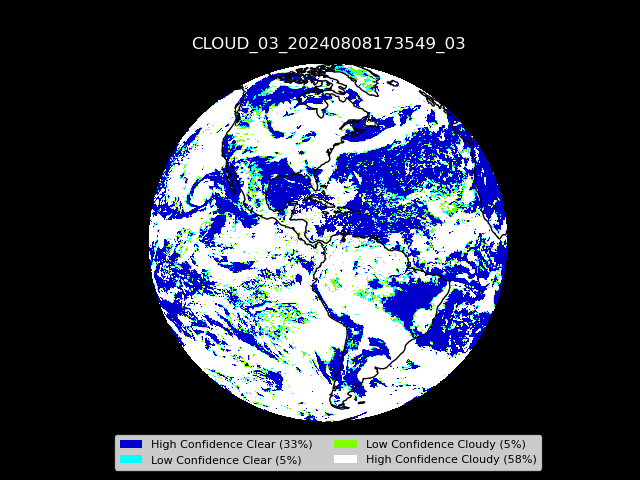 CLOUD_03_20240808173549_03
High Confidence Clear (33%)
Low Confidence Clear (5%)
Low Confidence Cloudy (5%)
High Confidence Cloudy (58%)